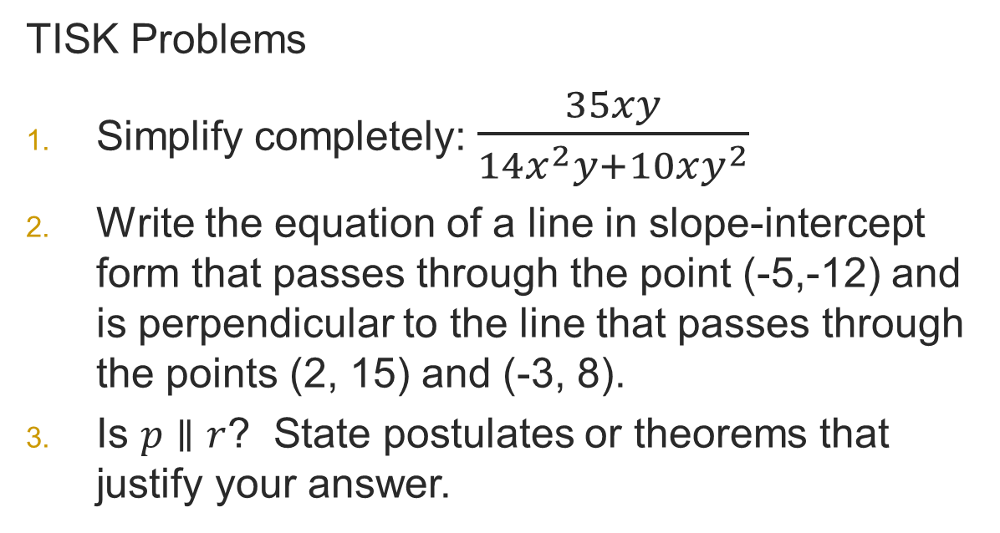 TISK Problems
1. Simplify completely: \frac{35xy}{14x^2y+10xy^2}
2. Write the equation of a line in slope-intercept
form that passes through the point (-5,-12) and
is perpendicular to the line that passes through
the points (2, 15) and (-3, 8).
3. Is p ∥ r? State postulates or theorems that
justify your answer.